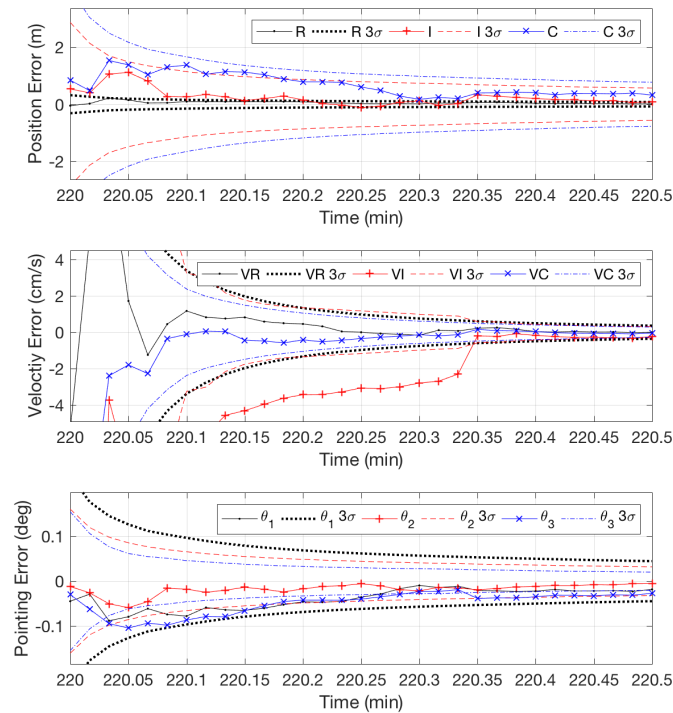 R R 3σ I I 3σ C C 3σ
Position Error (m)
2
0
-2
220 220.05 220.1 220.15 220.2 220.25 220.3 220.35 220.4 220.45 220.5
Time (min)
VR VR 3σ VI VI 3σ VC VC 3σ
Veloctiy Error (cm/s)
4
2
0
-2
-4
220 220.05 220.1 220.15 220.2 220.25 220.3 220.35 220.4 220.45 220.5
Time (min)
θ₁ θ₁ 3σ θ₂ θ₂ 3σ θ₃ θ₃ 3σ
Pointing Error (deg)
0.1
0
-0.1
220 220.05 220.1 220.15 220.2 220.25 220.3 220.35 220.4 220.45 220.5
Time (min)